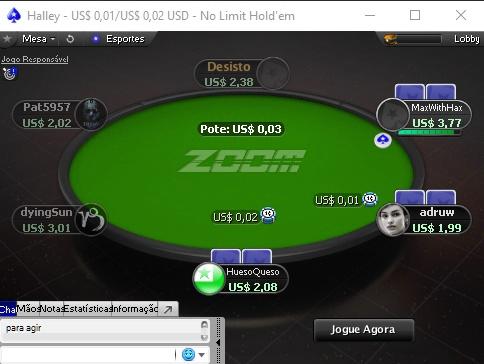 Halley - US$ 0,01/US$ 0,02 USD - No Limit Hold'em
Mesa
Esportes
Lobby
Jogo Responsável
Desisto
US$ 2,38
Pat5957
US$ 2,02
MaxWithHax
US$ 3,77
Pote: US$ 0,03
ZOOM
dyingSun
US$ 3,01
US$ 0,02
US$ 0,01
adruw
US$ 1,99
HuesoQueso
US$ 2,08
Cha Mãos Notas Estatísticas Informação
para agir
Jogue Agora